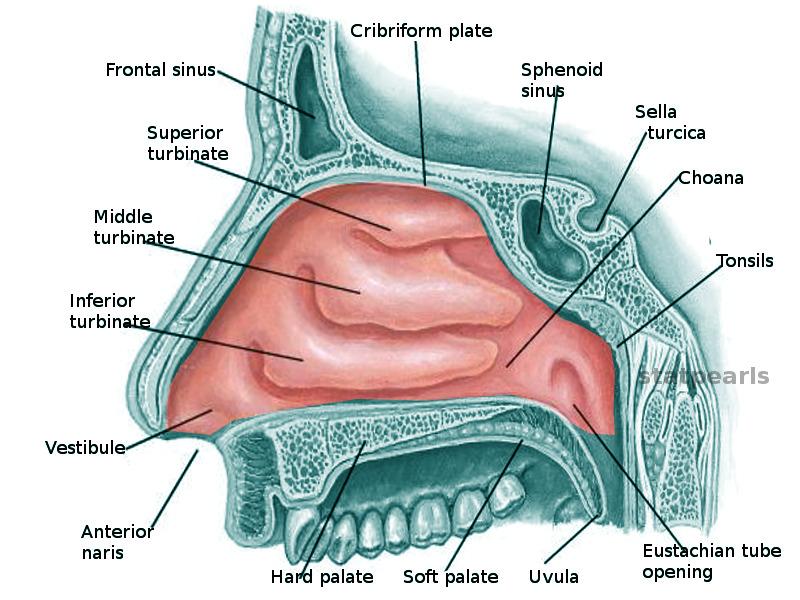 Cribriform plate
Frontal sinus
Sphenoid
sinus
Sella
turcica
Superior
turbinate
Choana
Middle
turbinate
Tonsils
Inferior
turbinate
statpearls
Vestibule
Anterior
naris
Hard palate
Soft palate
Uvula
Eustachian tube
opening